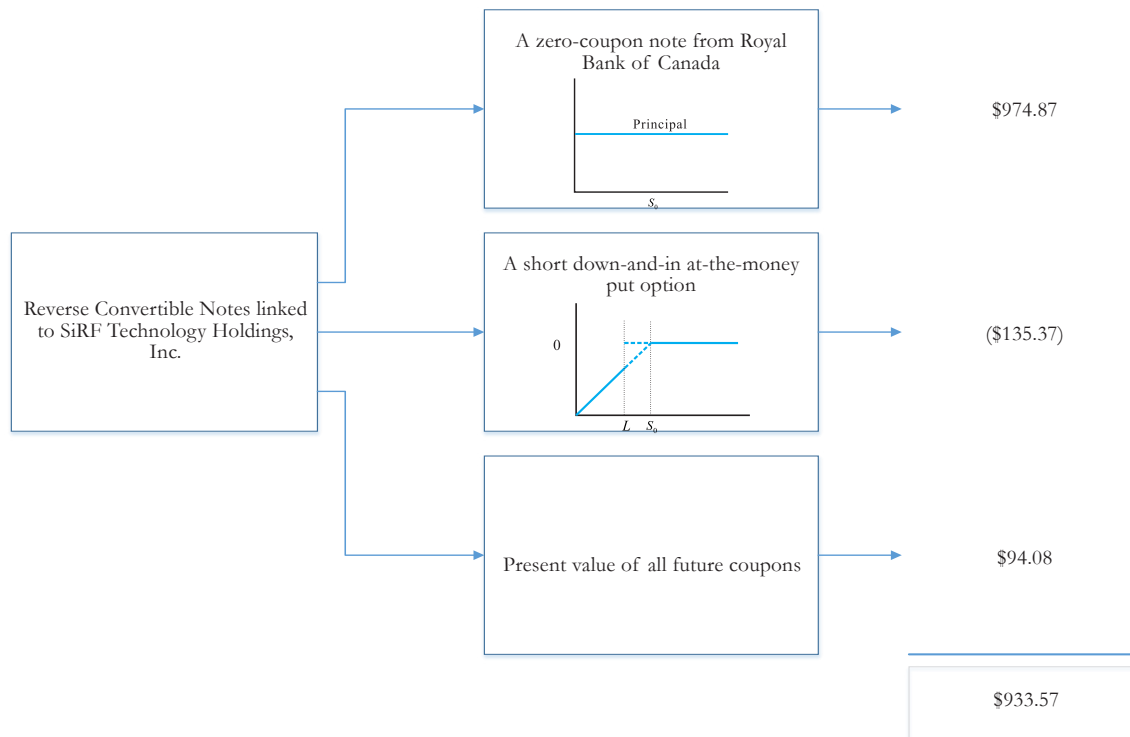 A zero-coupon note from Royal
Bank of Canada
Principal
S₀
$974.87
Reverse Convertible Notes linked
to SiRF Technology Holdings,
Inc.
A short down-and-in at-the-money
put option
0
L S₀
($135.37)
Present value of all future coupons
$94.08
$933.57